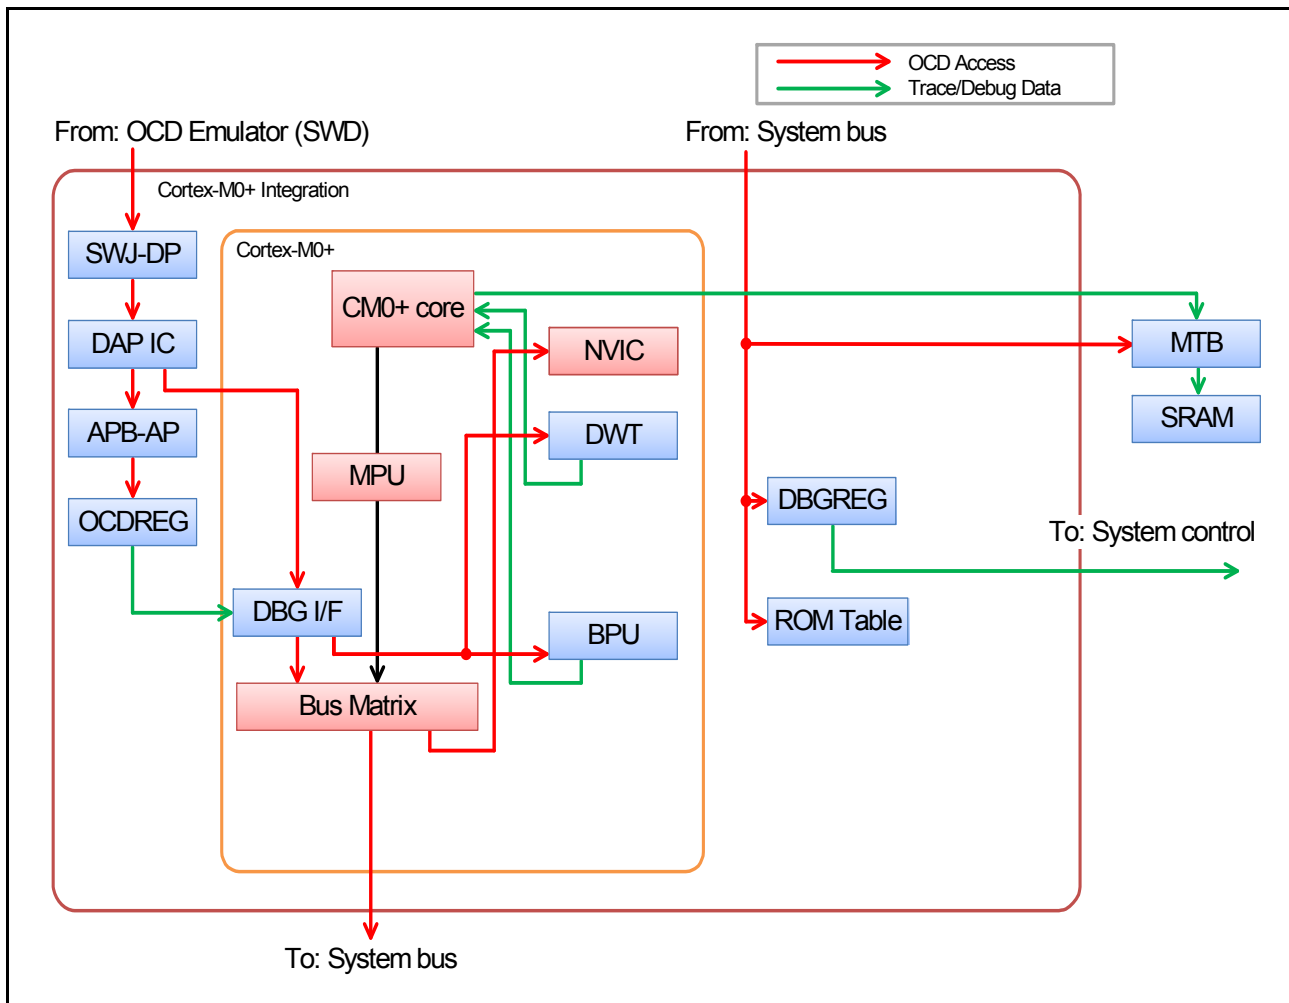 OCD Access
Trace/Debug Data
From: OCD Emulator (SWD)
From: System bus
Cortex-M0+ Integration
SWJ-DP
Cortex-M0+
CM0+ core
DAP IC
NVIC
MTB
APB-AP
DWT
SRAM
MPU
OCDREG
DBGREG
To: System control
DBG I/F
BPU
ROM Table
Bus Matrix
To: System bus